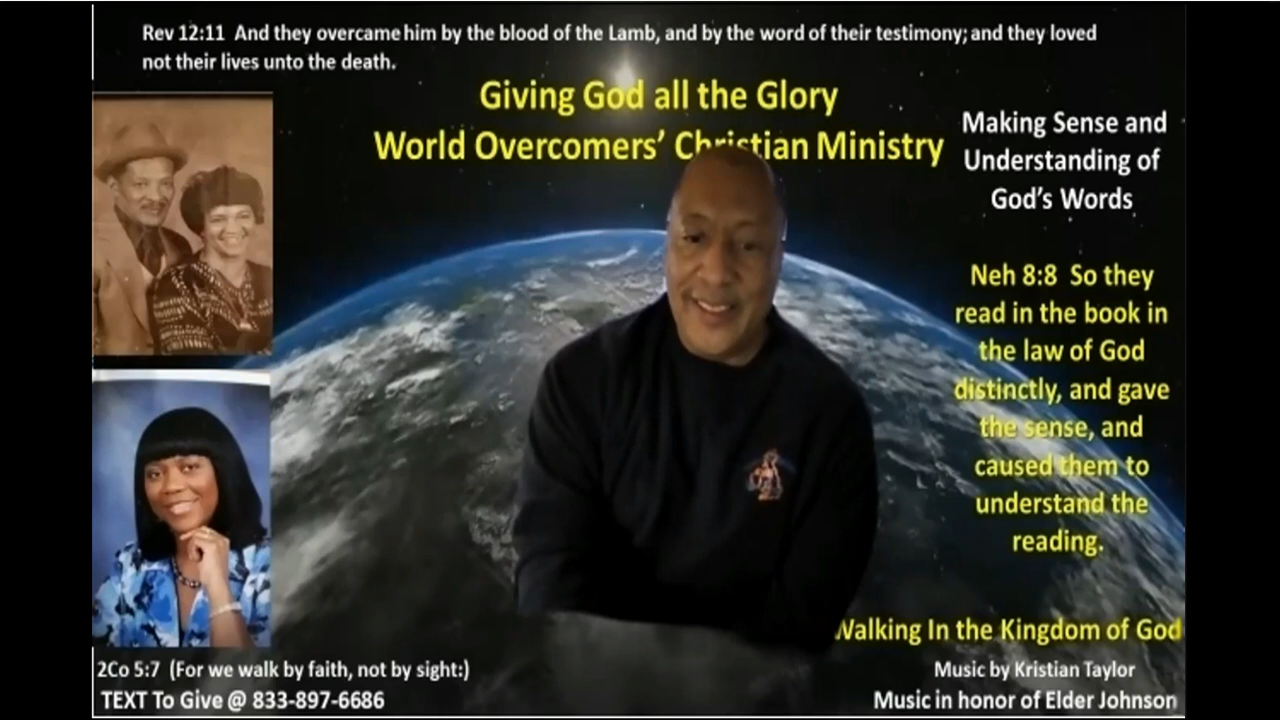 Rev 12:11 And they overcame him by the blood of the Lamb, and by the word of their testimony; and they loved
not their lives unto the death.
Giving God all the Glory
World Overcomers' Christian Ministry
Making Sense and
Understanding of
God's Words
Neh 8:8 So they
read in the book in
the law of God
distinctly, and gave
the sense, and
caused them to
understand the
reading.
Walking In the Kingdom of God
2Co 5:7 (For we walk by faith, not by sight:)
TEXT To Give @ 833-897-6686
Music by Kristian Taylor
Music in honor of Elder Johnson